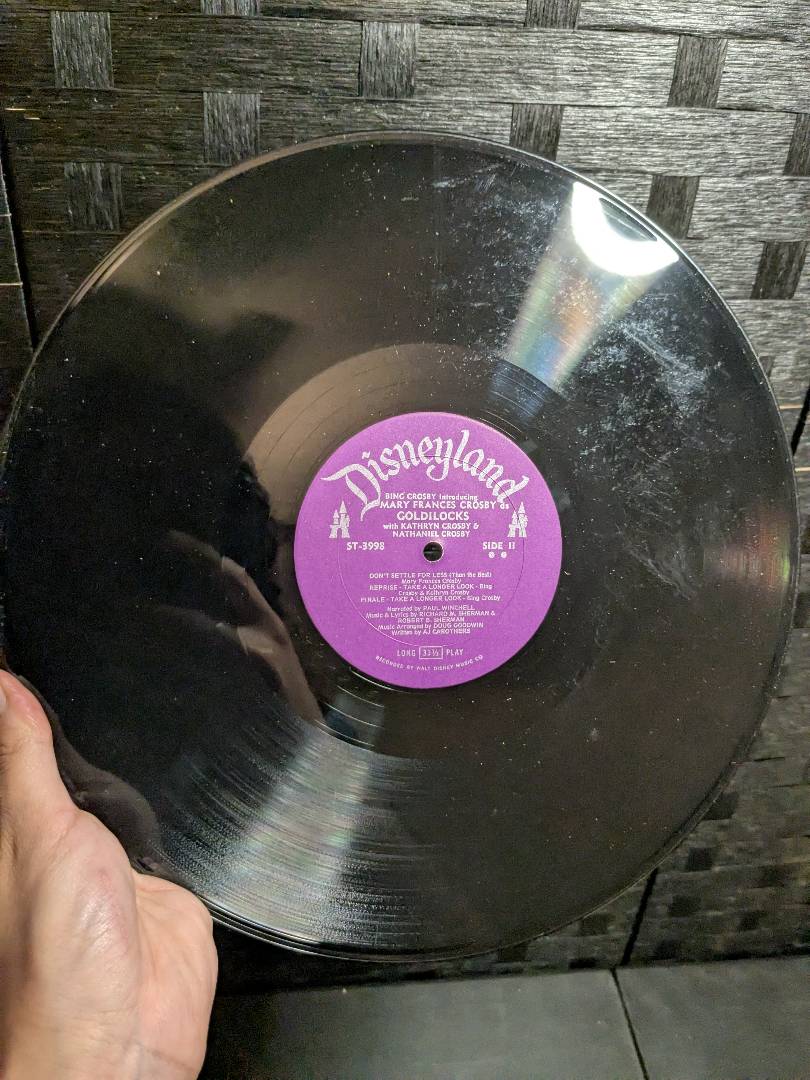 Disneyland
BING CROSBY Introducing
MARY FRANCES CROSBY as
GOLDILOCKS
with KATHRYN CROSBY &
NATHANIEL CROSBY
ST-3998 SIDE II
DON'T SETTLE FOR LESS (Than the Best)
Mary Frances Crosby
REPRISE - TAKE A LONGER LOOK - Bing
Crosby & Kathryn Crosby
FINALE - TAKE A LONGER LOOK - Bing Crosby
Narrated by PAUL WINCHELL
Music & Lyrics by RICHARD M. SHERMAN &
ROBERT B. SHERMAN
Music Arranged by DOUG GOODWIN
Written by AJ CAROTHERS
LONG 33⅓ PLAY
RECORDED BY WALT DISNEY MUSIC CO.